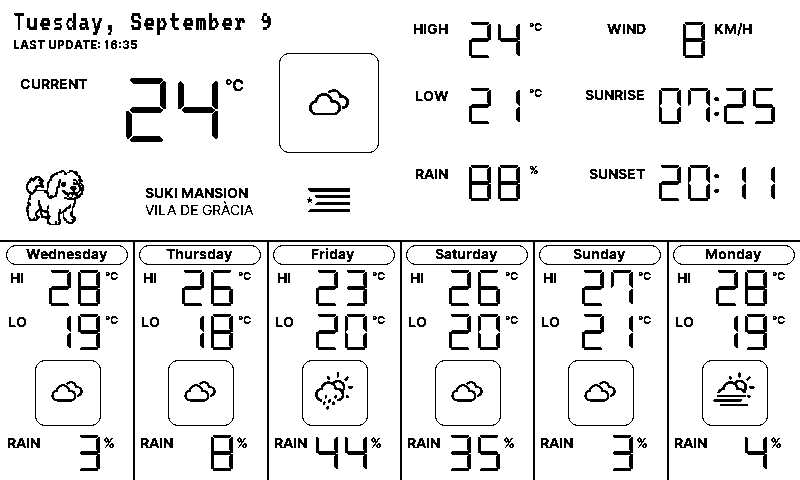 Tuesday, September 9
LAST UPDATE: 16:35
CURRENT 24 °C
HIGH 24 °C
WIND 8 KM/H
LOW 21 °C
SUNRISE 07:25
RAIN 88 %
SUNSET 20:11
SUKI MANSION
VILA DE GRÀCIA
Wednesday
HI 28 °C
LO 19 °C
RAIN 3 %
Thursday
HI 26 °C
LO 18 °C
RAIN 8 %
Friday
HI 23 °C
LO 20 °C
RAIN 44 %
Saturday
HI 26 °C
LO 20 °C
RAIN 35 %
Sunday
HI 27 °C
LO 21 °C
RAIN 3 %
Monday
HI 28 °C
LO 19 °C
RAIN 4 %